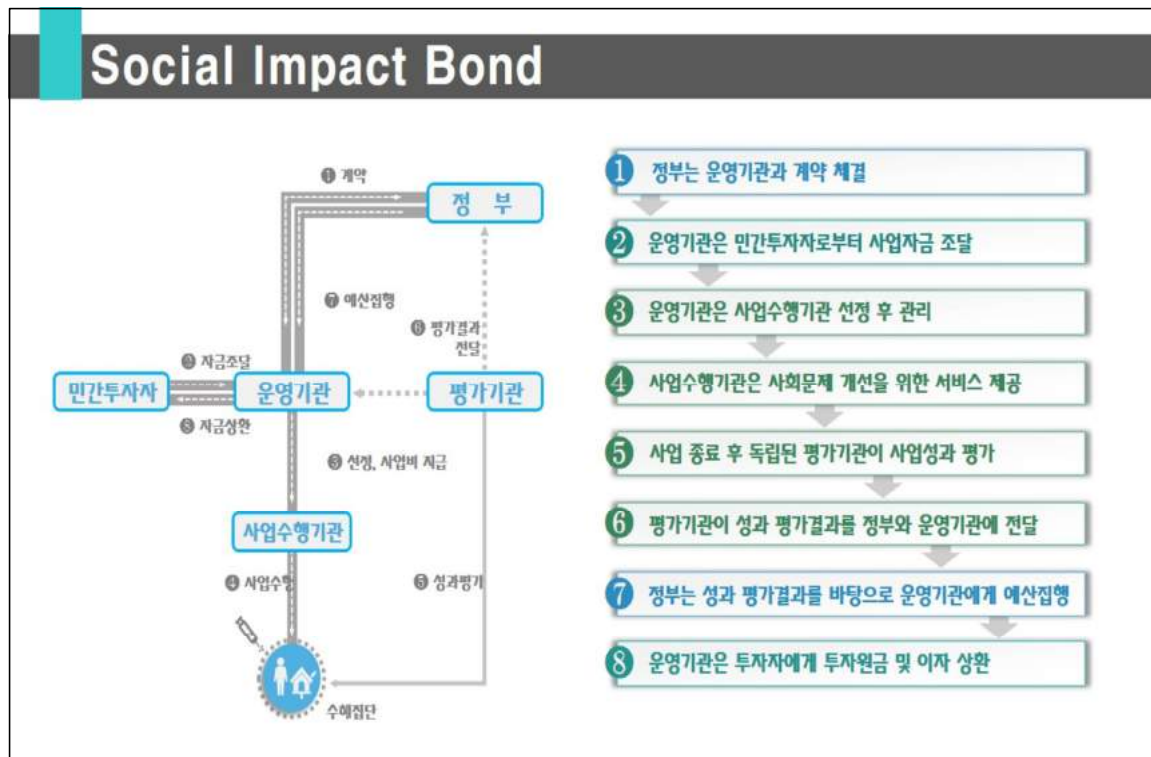 Social Impact Bond
❶ 계약
정 부
❼ 예산집행
❻ 평가결과
전달
❷ 자금조달
민간투자자
운영기관
평가기관
❽ 자금상환
❸ 선정, 사업비 지급
사업수행기관
❹ 사업수행
❺ 성과평가
수혜집단
❶ 정부는 운영기관과 계약 체결
❷ 운영기관은 민간투자자로부터 사업자금 조달
❸ 운영기관은 사업수행기관 선정 후 관리
❹ 사업수행기관은 사회문제 개선을 위한 서비스 제공
❺ 사업 종료 후 독립된 평가기관이 사업성과 평가
❻ 평가기관이 성과 평가결과를 정부와 운영기관에 전달
❼ 정부는 성과 평가결과를 바탕으로 운영기관에게 예산집행
❽ 운영기관은 투자자에게 투자원금 및 이자 상환